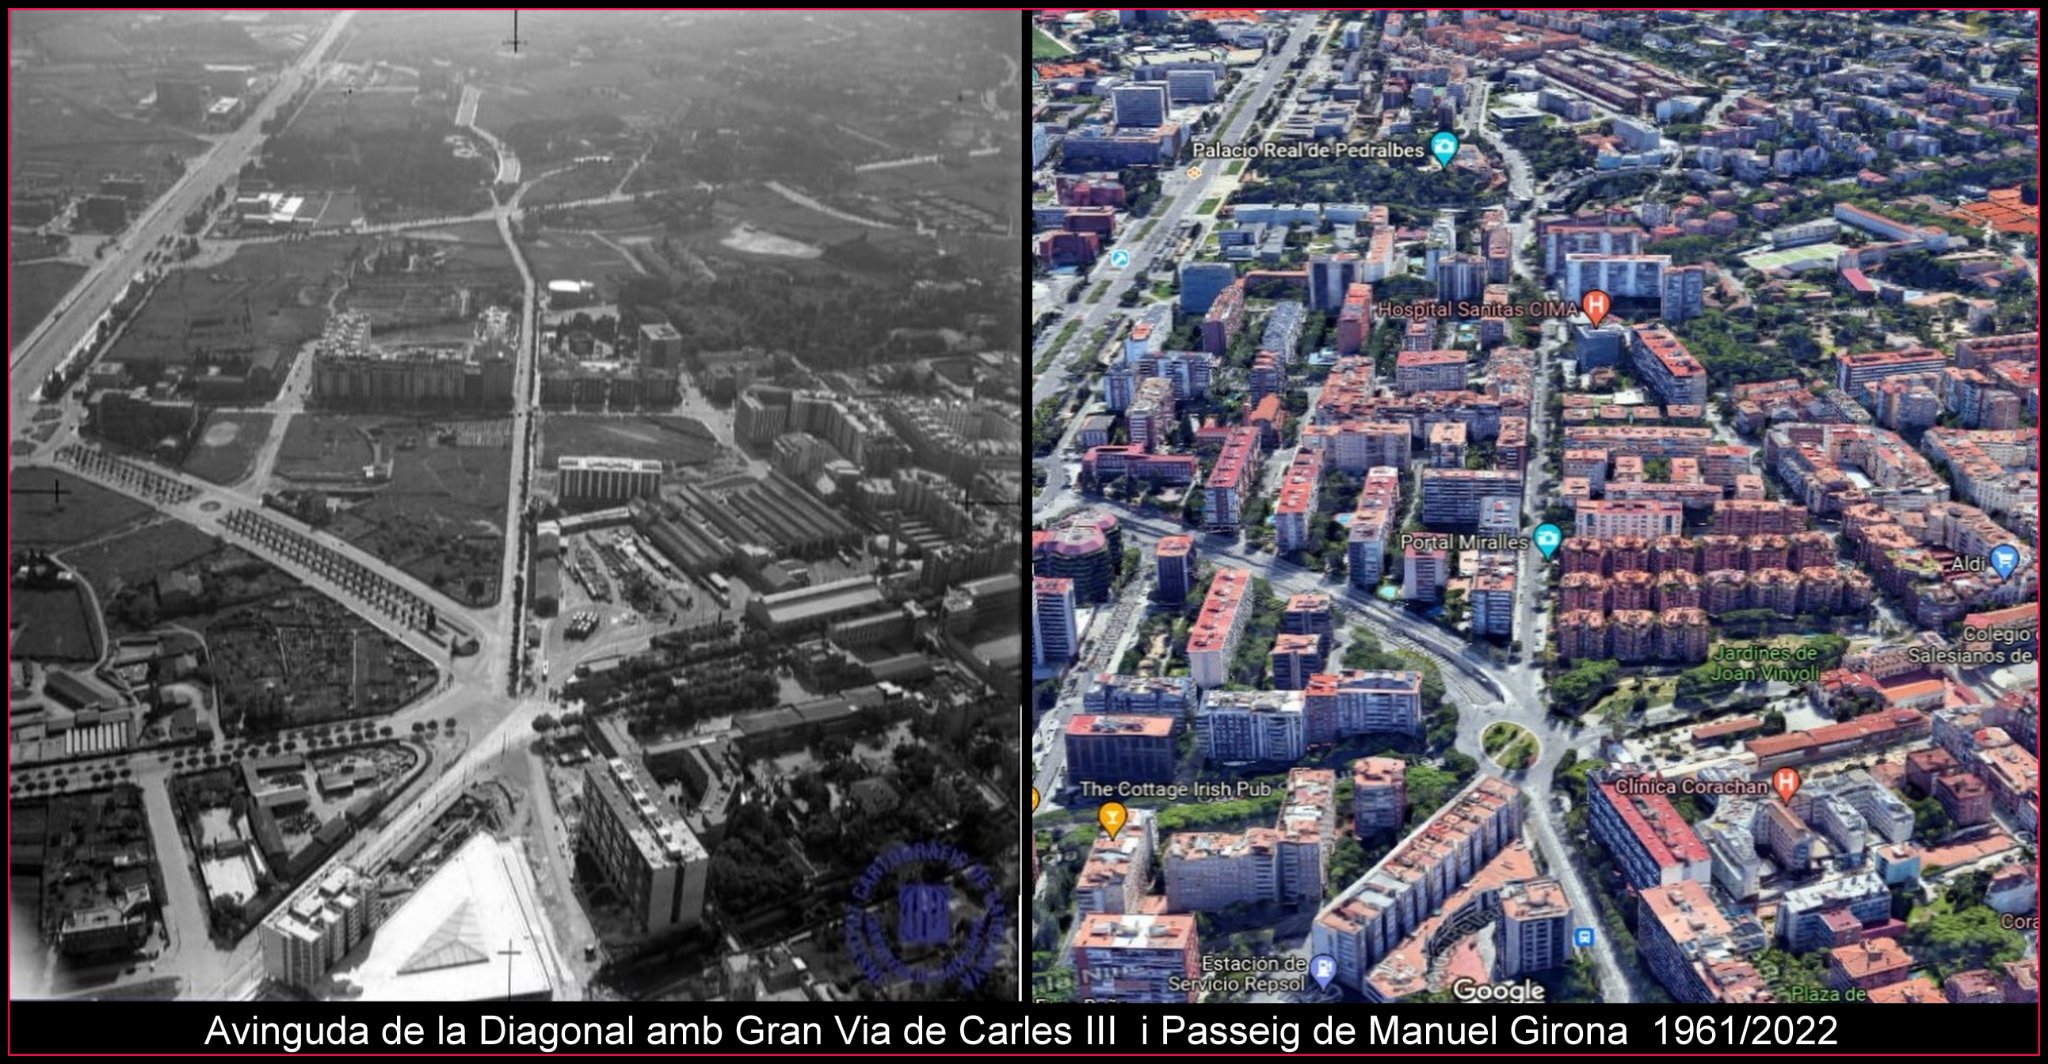 Palacio Real de Pedralbes
Hospital Sanitas CIMA
Portal Miralles
Aldi
Colegio
Salesianos de
Jardines de
Joan Vinyoli
Clínica Corachan
The Cottage Irish Pub
Estación de
Servicio Repsol
Google
Plaza de
Avinguda de la Diagonal amb Gran Via de Carles III i Passeig de Manuel Girona 1961/2022